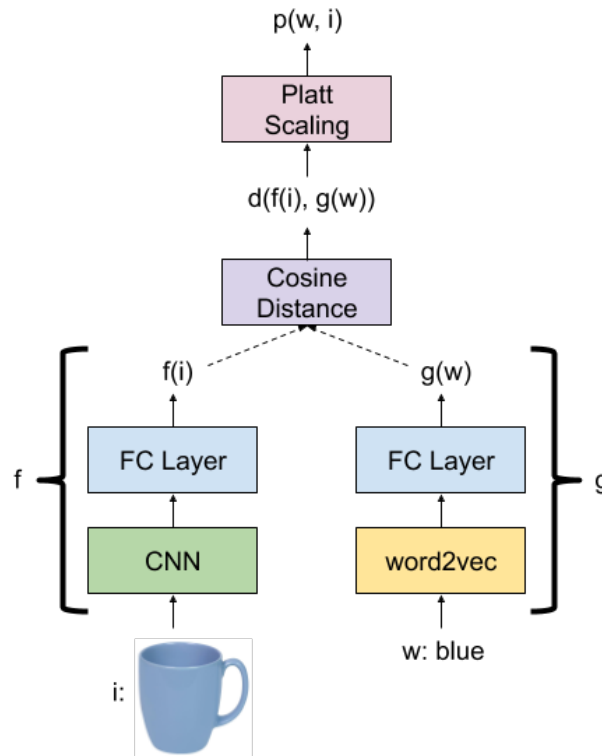 p(w, i)
Platt
Scaling
d(f(i), g(w))
Cosine
Distance
f(i)
g(w)
FC Layer
FC Layer
f
g
CNN
word2vec
w: blue
i: